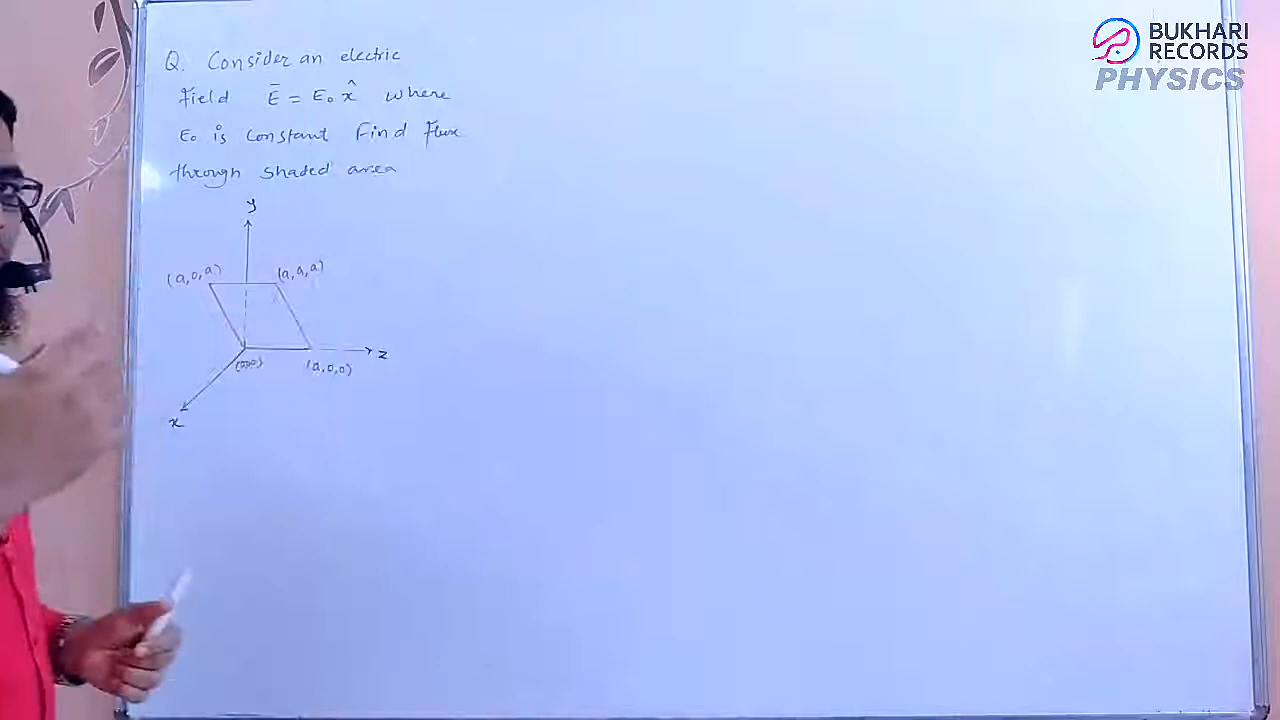 BUKHARI
RECORDS
PHYSICS
Q. Consider an electric
field Ē = E₀ x̂ where
E₀ is constant Find flux
through shaded area
y
(a,0,a) (a,a,a)
z
(0,0,0) (a,0,0)
x